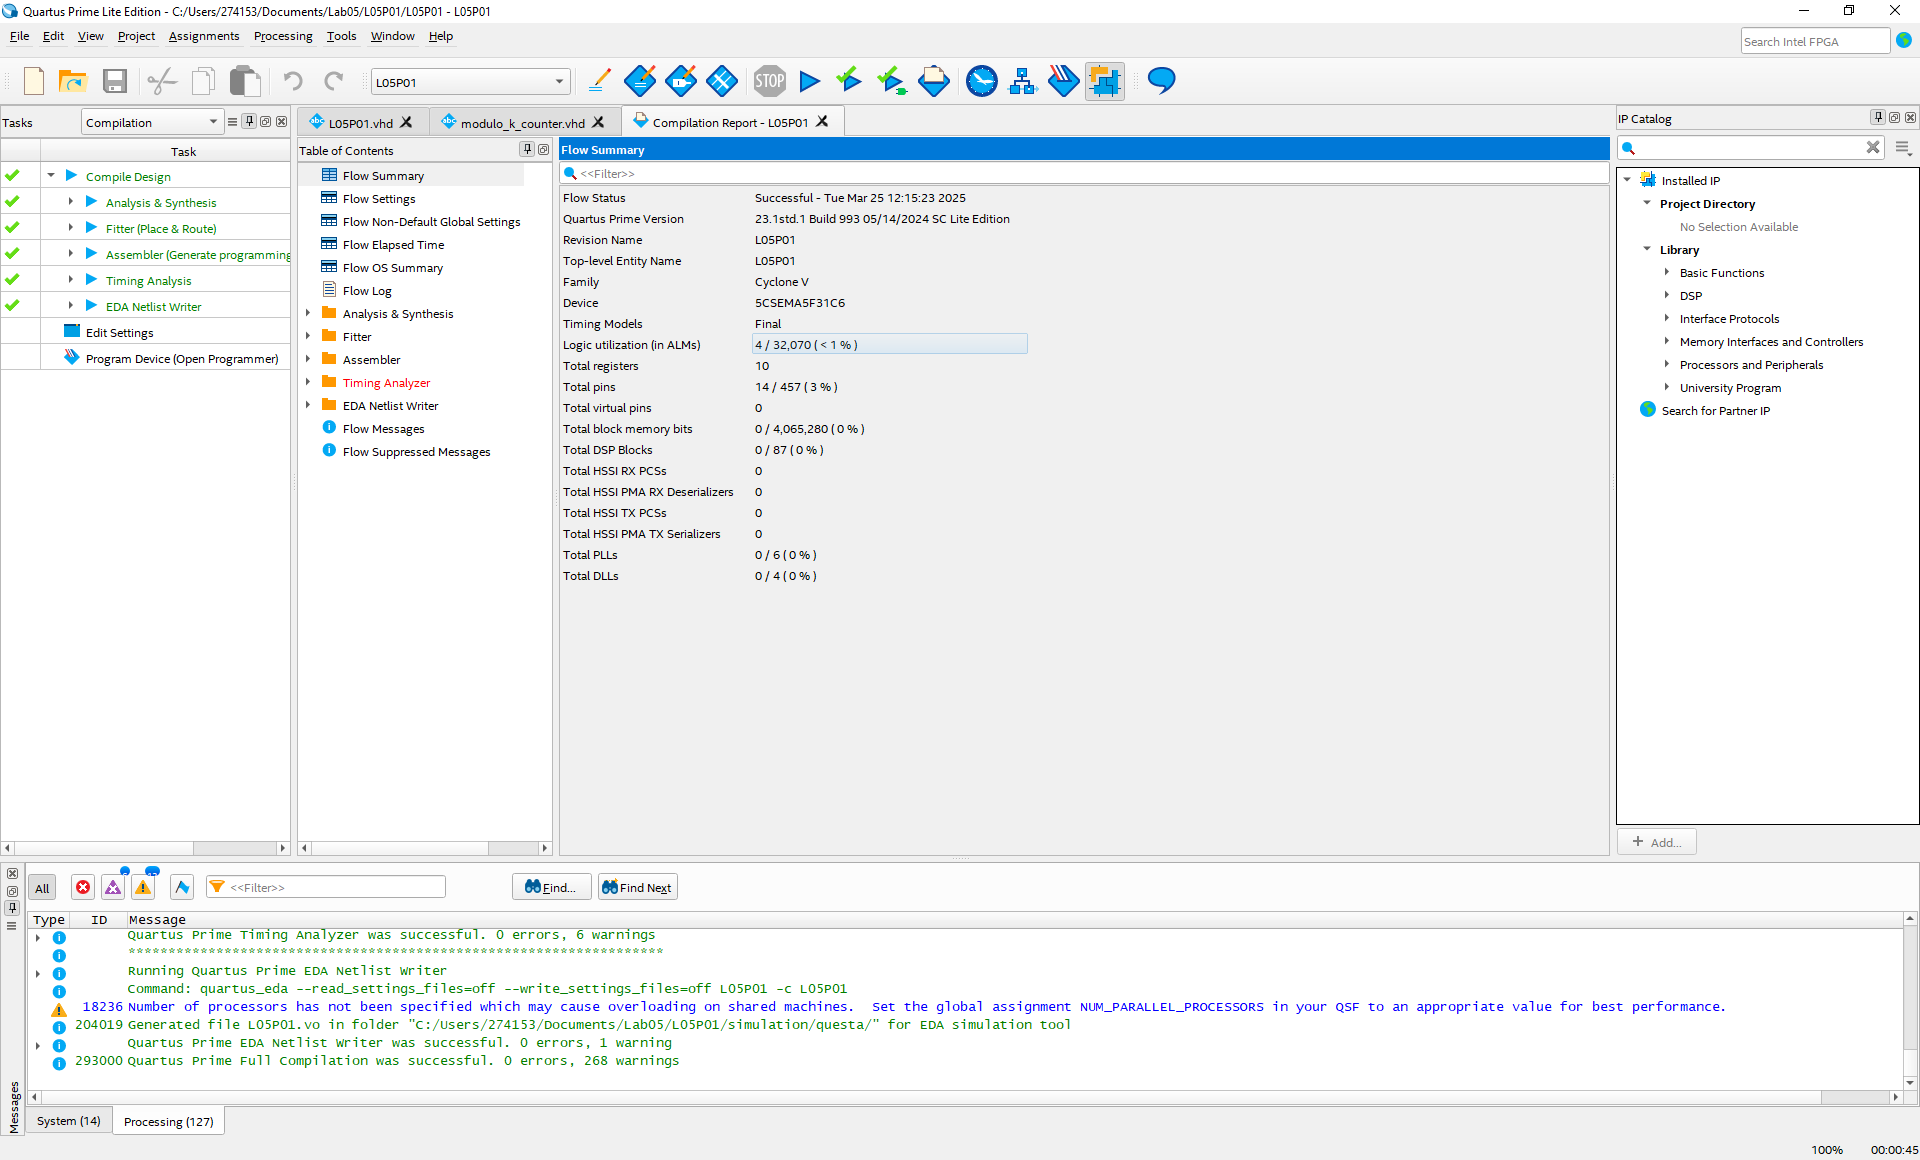 Quartus Prime Lite Edition - C:/Users/274153/Documents/Lab05/L05P01/L05P01 - L05P01
File Edit View Project Assignments Processing Tools Window Help
Search Intel FPGA
STOP
L05P01
Tasks
Compilation
Task
Compile Design
Analysis & Synthesis
Fitter (Place & Route)
Assembler (Generate programming
Timing Analysis
EDA Netlist Writer
Edit Settings
Program Device (Open Programmer)
L05P01.vhd
modulo_k_counter.vhd
Compilation Report - L05P01
Table of Contents
Flow Summary
Flow Settings
Flow Non-Default Global Settings
Flow Elapsed Time
Flow OS Summary
Flow Log
Analysis & Synthesis
Fitter
Assembler
Timing Analyzer
EDA Netlist Writer
Flow Messages
Flow Suppressed Messages
Flow Summary
<<Filter>>
Flow Status Successful - Tue Mar 25 12:15:23 2025
Quartus Prime Version 23.1std.1 Build 993 05/14/2024 SC Lite Edition
Revision Name L05P01
Top-level Entity Name L05P01
Family Cyclone V
Device 5CSEMA5F31C6
Timing Models Final
Logic utilization (in ALMs) 4 / 32,070 ( < 1 % )
Total registers 10
Total pins 14 / 457 ( 3 % )
Total virtual pins 0
Total block memory bits 0 / 4,065,280 ( 0 % )
Total DSP Blocks 0 / 87 ( 0 % )
Total HSSI RX PCSs 0
Total HSSI PMA RX Deserializers 0
Total HSSI TX PCSs 0
Total HSSI PMA TX Serializers 0
Total PLLs 0 / 6 ( 0 % )
Total DLLs 0 / 4 ( 0 % )
IP Catalog
Installed IP
Project Directory
No Selection Available
Library
Basic Functions
DSP
Interface Protocols
Memory Interfaces and Controllers
Processors and Peripherals
University Program
Search for Partner IP
+ Add...
All
<<Filter>>
Find...
Find Next
Type ID Message
Quartus Prime Timing Analyzer was successful. 0 errors, 6 warnings
*******************************************************************
Running Quartus Prime EDA Netlist Writer
Command: quartus_eda --read_settings_files=off --write_settings_files=off L05P01 -c L05P01
18236 Number of processors has not been specified which may cause overloading on shared machines.  Set the global assignment NUM_PARALLEL_PROCESSORS in your QSF to an appropriate value for best performance.
204019 Generated file L05P01.vo in folder "C:/Users/274153/Documents/Lab05/L05P01/simulation/questa/" for EDA simulation tool
Quartus Prime EDA Netlist Writer was successful. 0 errors, 1 warning
293000 Quartus Prime Full Compilation was successful. 0 errors, 268 warnings
Messages
System (14)
Processing (127)
100% 00:00:45